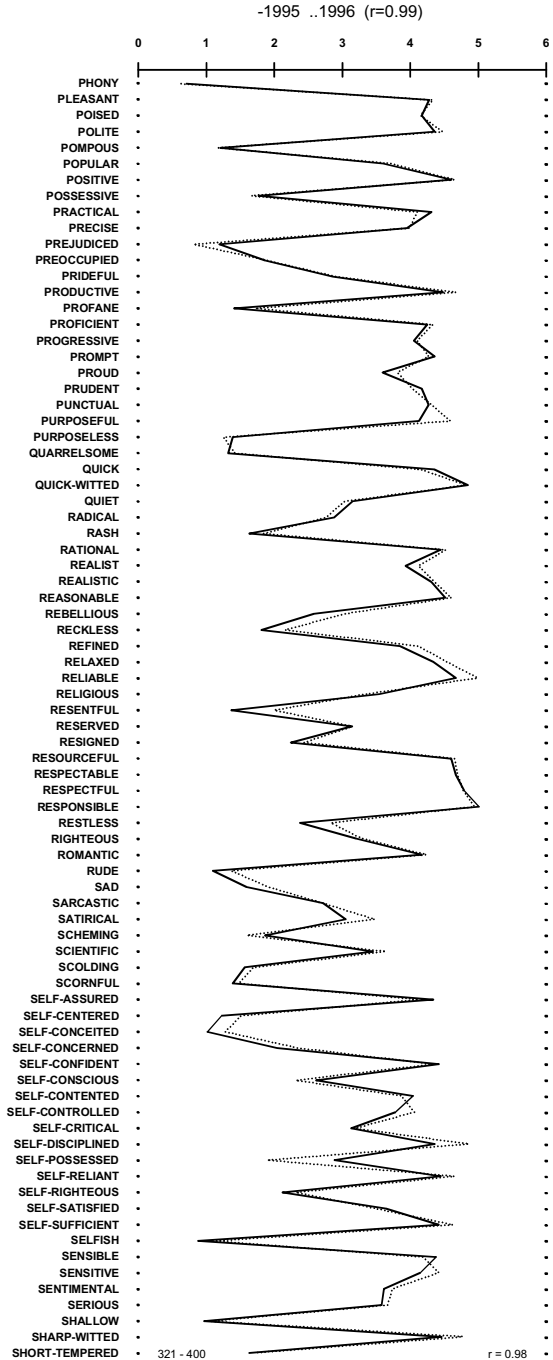 -1995 ..1996 (r=0.99)
0 1 2 3 4 5 6
PHONY
PLEASANT
POISED
POLITE
POMPOUS
POPULAR
POSITIVE
POSSESSIVE
PRACTICAL
PRECISE
PREJUDICED
PREOCCUPIED
PRIDEFUL
PRODUCTIVE
PROFANE
PROFICIENT
PROGRESSIVE
PROMPT
PROUD
PRUDENT
PUNCTUAL
PURPOSEFUL
PURPOSELESS
QUARRELSOME
QUICK
QUICK-WITTED
QUIET
RADICAL
RASH
RATIONAL
REALIST
REALISTIC
REASONABLE
REBELLIOUS
RECKLESS
REFINED
RELAXED
RELIABLE
RELIGIOUS
RESENTFUL
RESERVED
RESIGNED
RESOURCEFUL
RESPECTABLE
RESPECTFUL
RESPONSIBLE
RESTLESS
RIGHTEOUS
ROMANTIC
RUDE
SAD
SARCASTIC
SATIRICAL
SCHEMING
SCIENTIFIC
SCOLDING
SCORNFUL
SELF-ASSURED
SELF-CENTERED
SELF-CONCEITED
SELF-CONCERNED
SELF-CONFIDENT
SELF-CONSCIOUS
SELF-CONTENTED
SELF-CONTROLLED
SELF-CRITICAL
SELF-DISCIPLINED
SELF-POSSESSED
SELF-RELIANT
SELF-RIGHTEOUS
SELF-SATISFIED
SELF-SUFFICIENT
SELFISH
SENSIBLE
SENSITIVE
SENTIMENTAL
SERIOUS
SHALLOW
SHARP-WITTED
SHORT-TEMPERED 321 - 400 r = 0.98